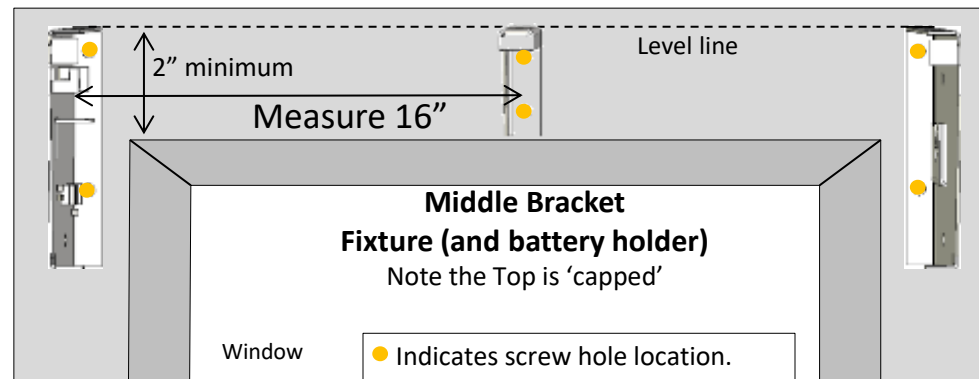 Level line
2” minimum
Measure 16”
Middle Bracket
Fixture (and battery holder)
Note the Top is ‘capped’
Window
Indicates screw hole location.